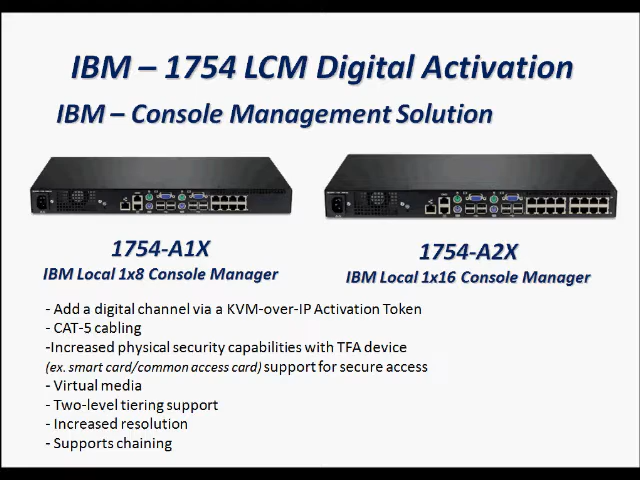 IBM – 1754 LCM Digital Activation
IBM – Console Management Solution
1754-A1X
IBM Local 1x8 Console Manager
1754-A2X
IBM Local 1x16 Console Manager
- Add a digital channel via a KVM-over-IP Activation Token
- CAT-5 cabling
-Increased physical security capabilities with TFA device
(ex. smart card/common access card) support for secure access
- Virtual media
- Two-level tiering support
- Increased resolution
- Supports chaining